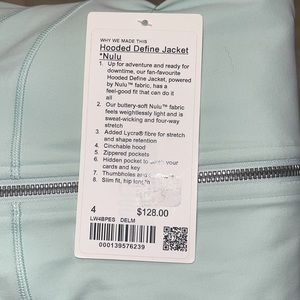 WHY WE MADE THIS
Hooded Define Jacket
*Nulu
1. Up for adventure and ready for
downtime, our fan-favourite
Hooded Define Jacket, powered
by Nulu™ fabric, has a
feel-good fit that can do it
all
2. Our buttery-soft Nulu™ fabric
feels weightlessly light and is
sweat-wicking and four-way
stretch
3. Added Lycra® fibre for stretch
and shape retention
4. Cinchable hood
5. Zippered pockets
6. Hidden pocket to your
cards and key
7. Thumbholes and
8. Slim fit, hip length
4 $128.00
LW4BPES DELM
000139576239